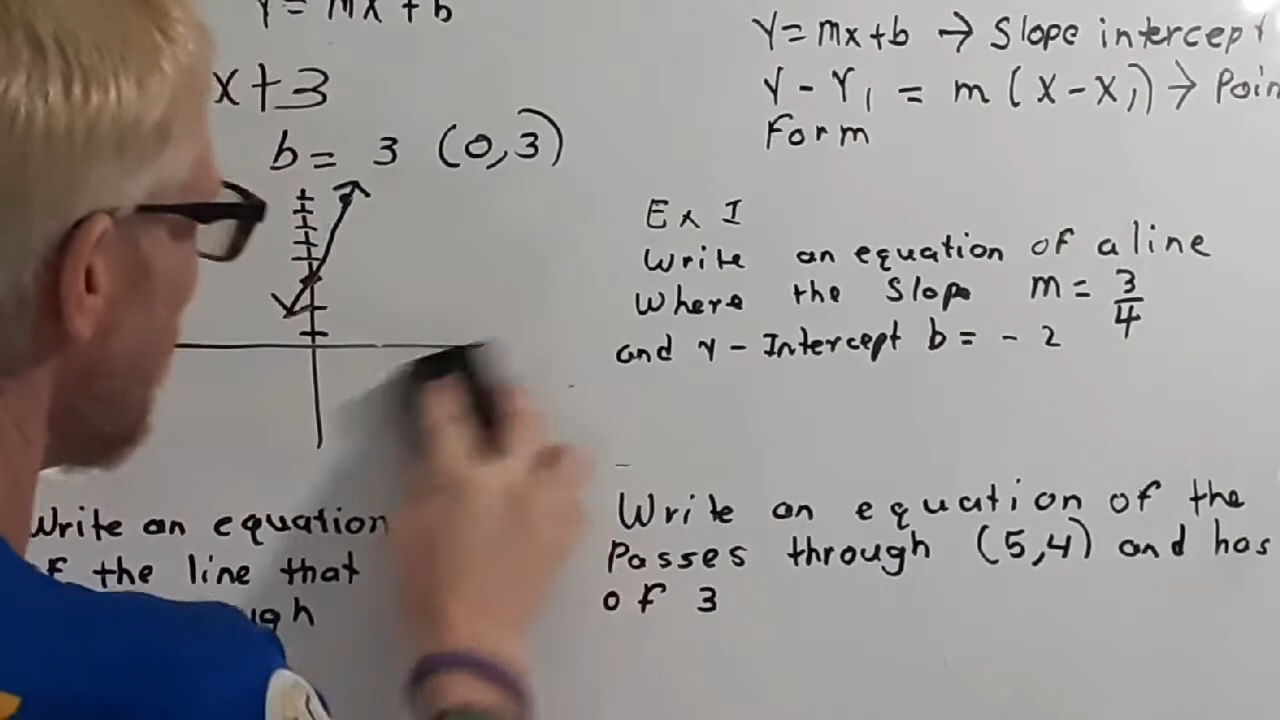 Y = mx + b
x+3
b = 3 (0,3)
Write an equation
the line that
Y=mx+b → Slope intercept
Y - Y₁ = m (X-X₁) →
Form
Ex I
Write an equation of a line
Where the Slope m = 3/4
and Y-Intercept b = - 2
Write an equation of the
Passes through (5,4) and has
of 3